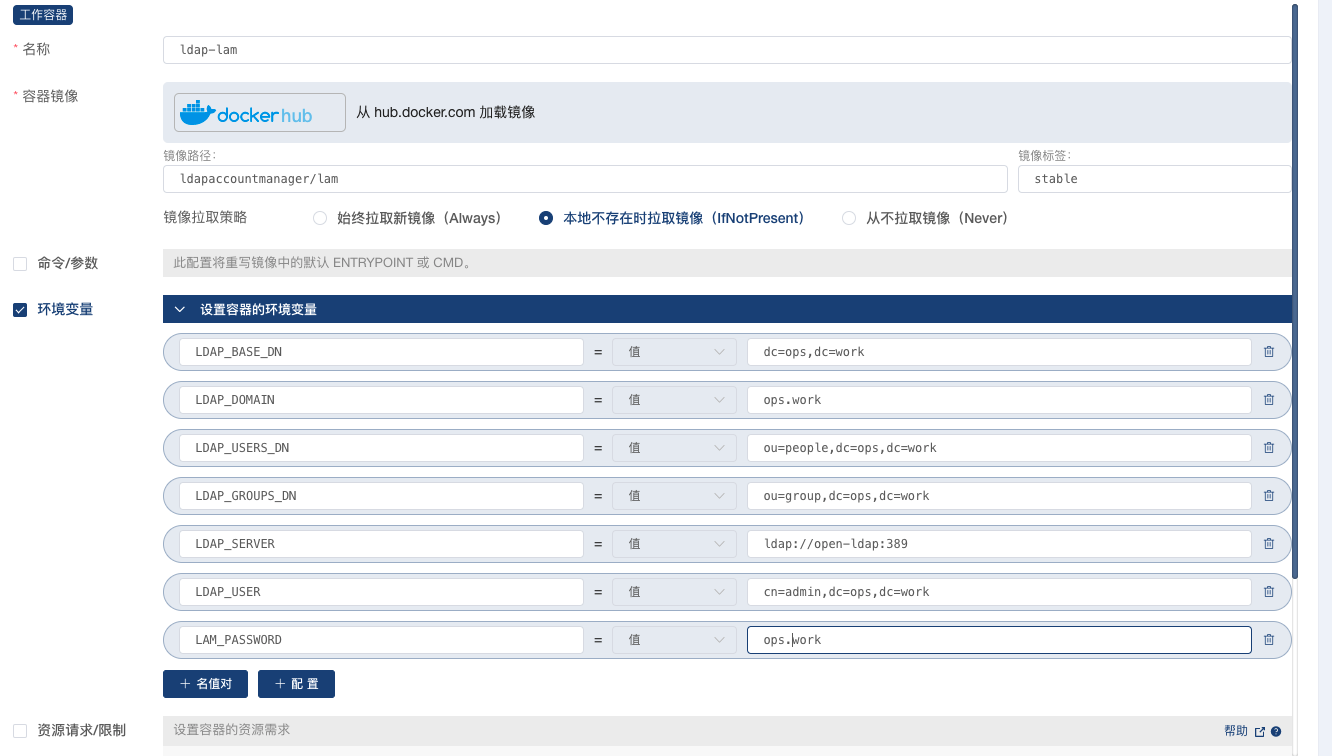 工作容器
* 名称
ldap-lam
* 容器镜像
docker hub 从 hub.docker.com 加载镜像
镜像路径: 镜像标签:
ldapaccountmanager/lam stable
镜像拉取策略 始终拉取新镜像（Always） 本地不存在时拉取镜像（IfNotPresent） 从不拉取镜像（Never）
命令/参数 此配置将重写镜像中的默认 ENTRYPOINT 或 CMD。
环境变量 设置容器的环境变量
LDAP_BASE_DN = 值 dc=ops,dc=work
LDAP_DOMAIN = 值 ops.work
LDAP_USERS_DN = 值 ou=people,dc=ops,dc=work
LDAP_GROUPS_DN = 值 ou=group,dc=ops,dc=work
LDAP_SERVER = 值 ldap://open-ldap:389
LDAP_USER = 值 cn=admin,dc=ops,dc=work
LAM_PASSWORD = 值 ops.work
+ 名值对 + 配 置
资源请求/限制 设置容器的资源需求 帮助